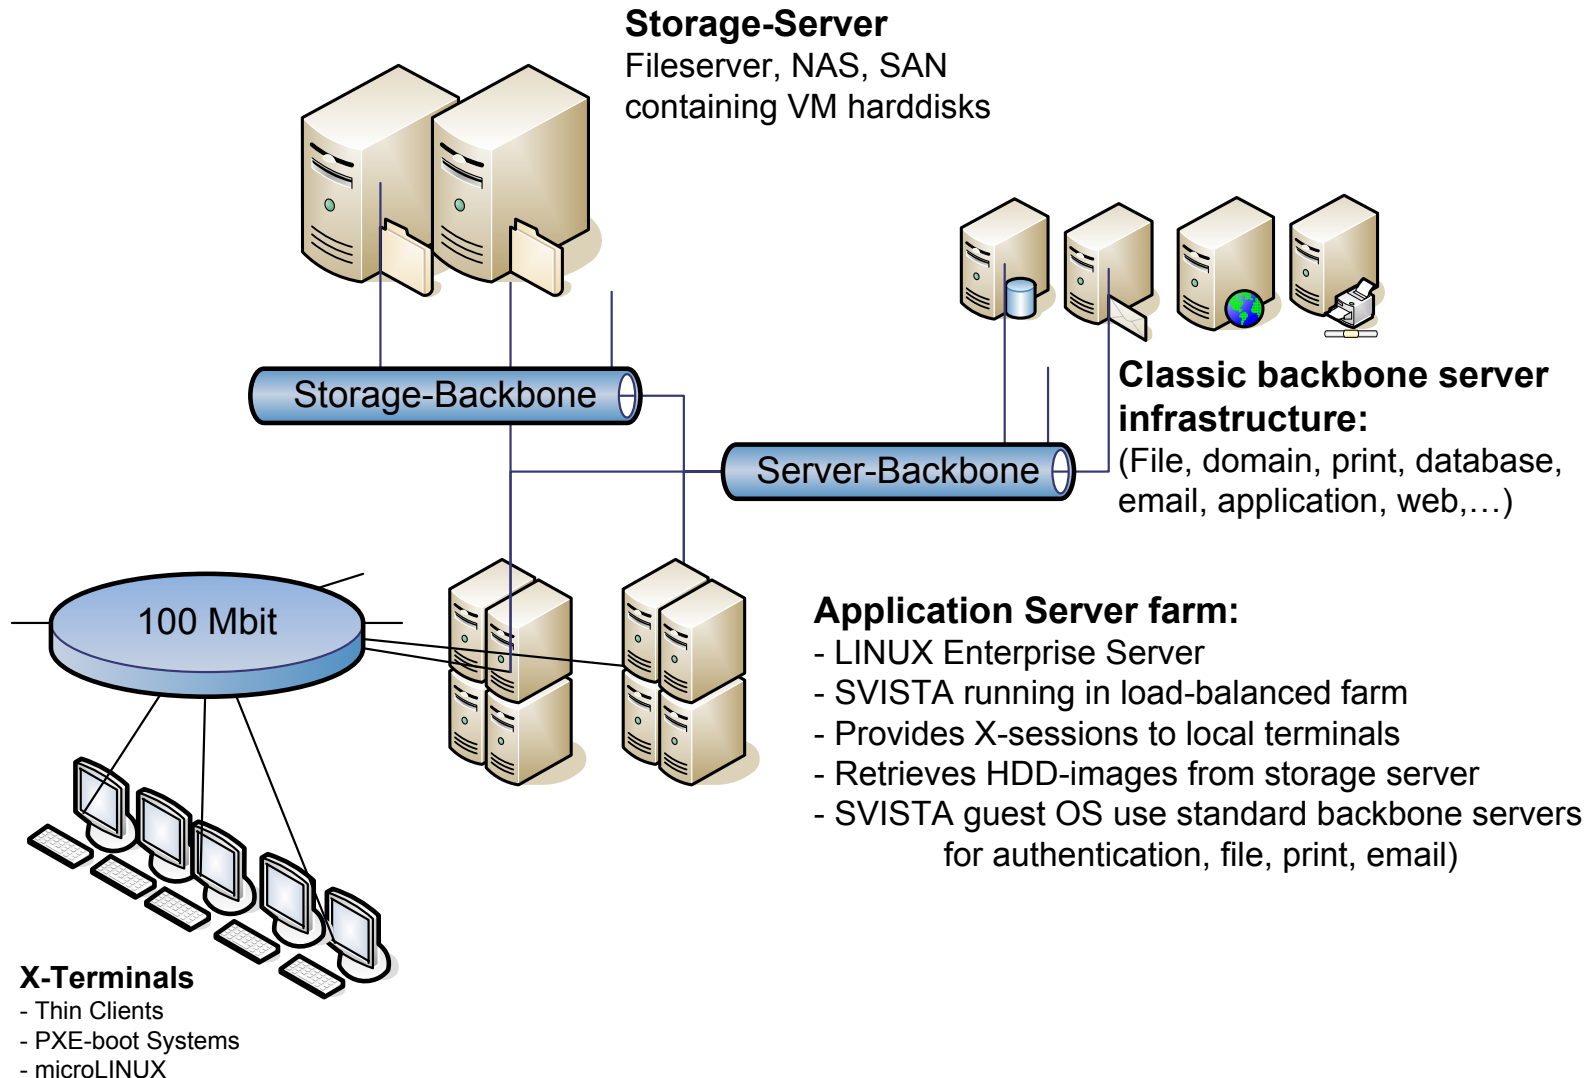 Storage-Server
Fileserver, NAS, SAN
containing VM harddisks
Storage-Backbone
Classic backbone server
infrastructure:
(File, domain, print, database,
email, application, web,…)
Server-Backbone
100 Mbit
Application Server farm:
- LINUX Enterprise Server
- SVISTA running in load-balanced farm
- Provides X-sessions to local terminals
- Retrieves HDD-images from storage server
- SVISTA guest OS use standard backbone servers
for authentication, file, print, email)
X-Terminals
- Thin Clients
- PXE-boot Systems
- microLINUX